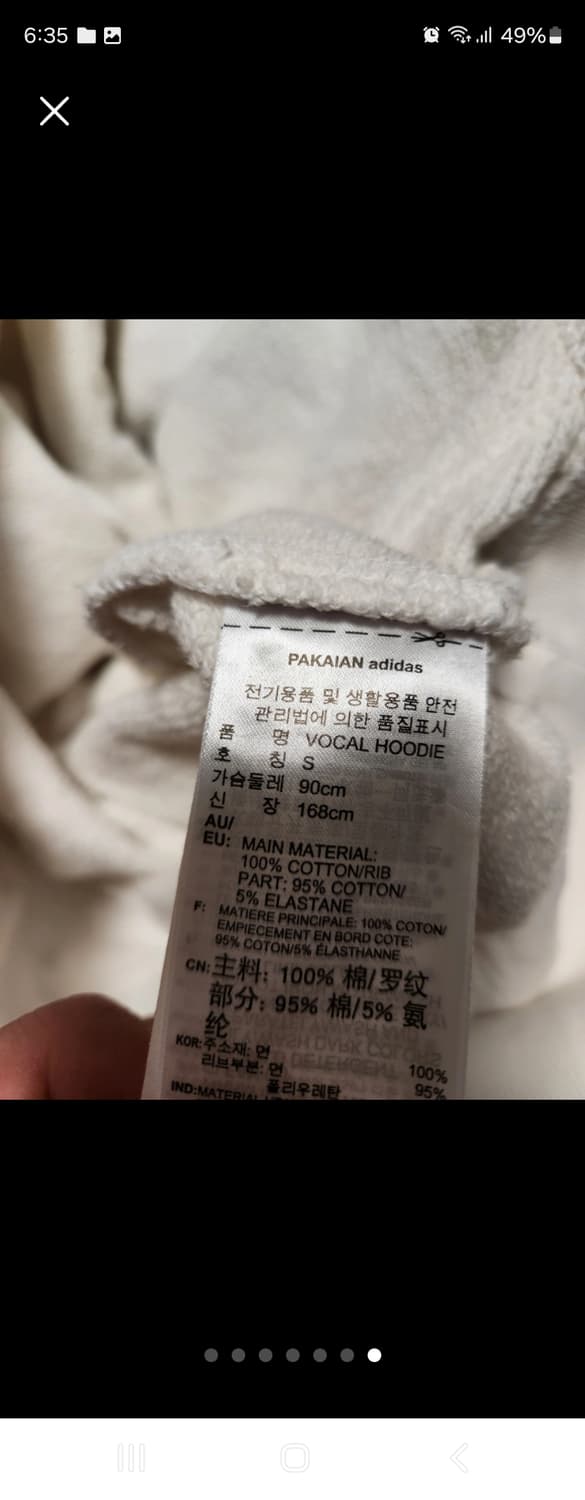 6:35
49%
PAKAIAN adidas
전기용품 및 생활용품 안전
관리법에 의한 품질표시
품 명 VOCAL HOODIE
호 칭 S
가슴둘레 90cm
신 장 168cm
AU/
EU: MAIN MATERIAL:
100% COTTON/RIB
PART: 95% COTTON/
5% ELASTANE
F: MATIERE PRINCIPALE: 100% COTON/
EMPIECEMENT EN BORD COTE:
95% COTON/5% ÉLASTHANNE
CN: 主料: 100% 棉/罗纹
部分: 95% 棉/5% 氨
纶
KOR: 주소재: 면 100%
리브부분: 면 95%
폴리우레탄
IND: MATERIAL